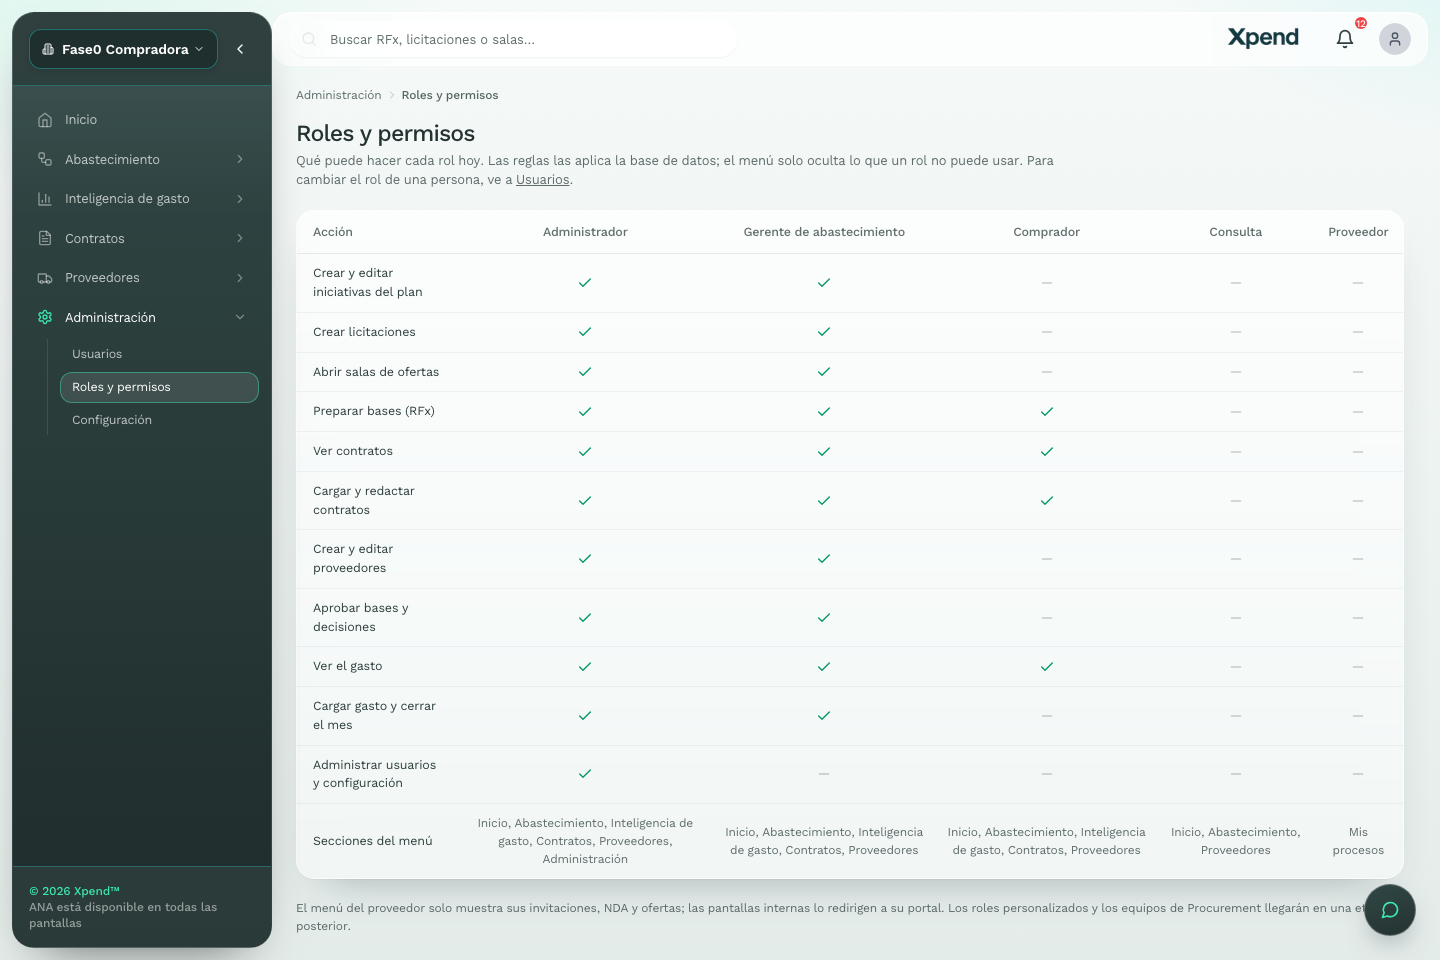 Fase0 Compradora
Buscar RFx, licitaciones o salas...
Xpend
12
Inicio
Abastecimiento
Inteligencia de gasto
Contratos
Proveedores
Administración
Usuarios
Roles y permisos
Configuración
© 2026 Xpend™
ANA está disponible en todas las
pantallas
Administración > Roles y permisos
Roles y permisos
Qué puede hacer cada rol hoy. Las reglas las aplica la base de datos; el menú solo oculta lo que un rol no puede usar. Para
cambiar el rol de una persona, ve a Usuarios.
Acción Administrador Gerente de abastecimiento Comprador Consulta Proveedor
Crear y editar
iniciativas del plan
Crear licitaciones
Abrir salas de ofertas
Preparar bases (RFx)
Ver contratos
Cargar y redactar
contratos
Crear y editar
proveedores
Aprobar bases y
decisiones
Ver el gasto
Cargar gasto y cerrar
el mes
Administrar usuarios
y configuración
Secciones del menú
Inicio, Abastecimiento, Inteligencia de
gasto, Contratos, Proveedores,
Administración
Inicio, Abastecimiento, Inteligencia
de gasto, Contratos, Proveedores
Inicio, Abastecimiento, Inteligencia
de gasto, Contratos, Proveedores
Inicio, Abastecimiento,
Proveedores
Mis
procesos
El menú del proveedor solo muestra sus invitaciones, NDA y ofertas; las pantallas internas lo redirigen a su portal. Los roles personalizados y los equipos de Procurement llegarán en una
posterior.